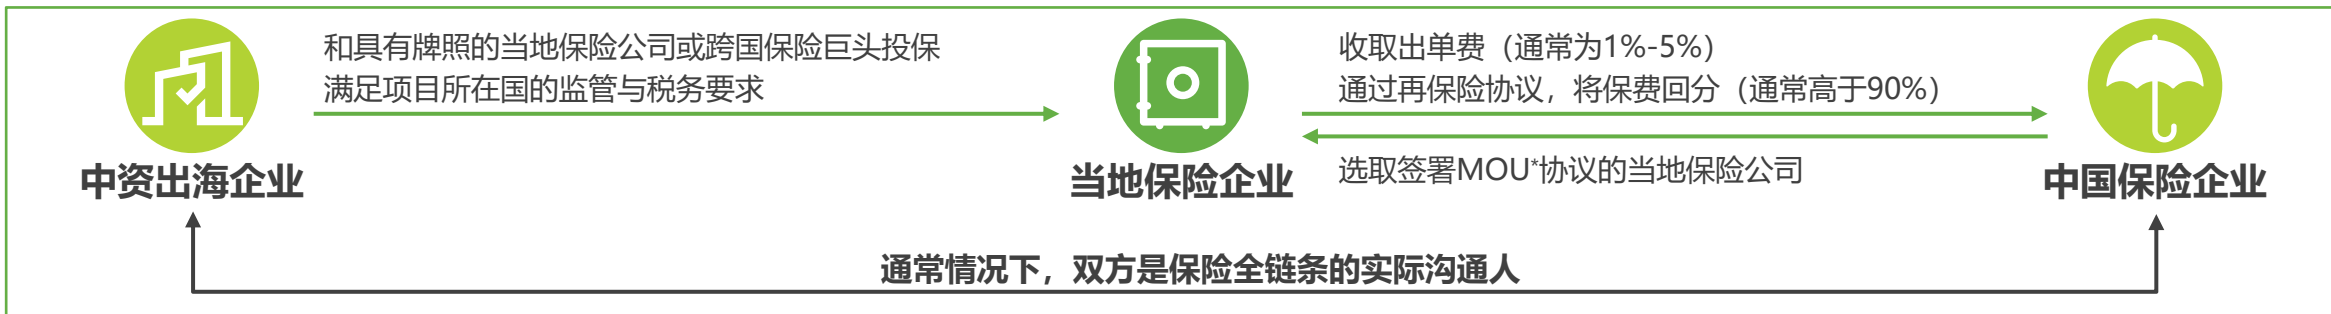 和具有牌照的当地保险公司或跨国保险巨头投保
满足项目所在国的监管与税务要求
中资出海企业
收取出单费（通常为1%-5%）
通过再保险协议，将保费回分（通常高于90%）
当地保险企业
选取签署MOU*协议的当地保险公司
中国保险企业
通常情况下，双方是保险全链条的实际沟通人